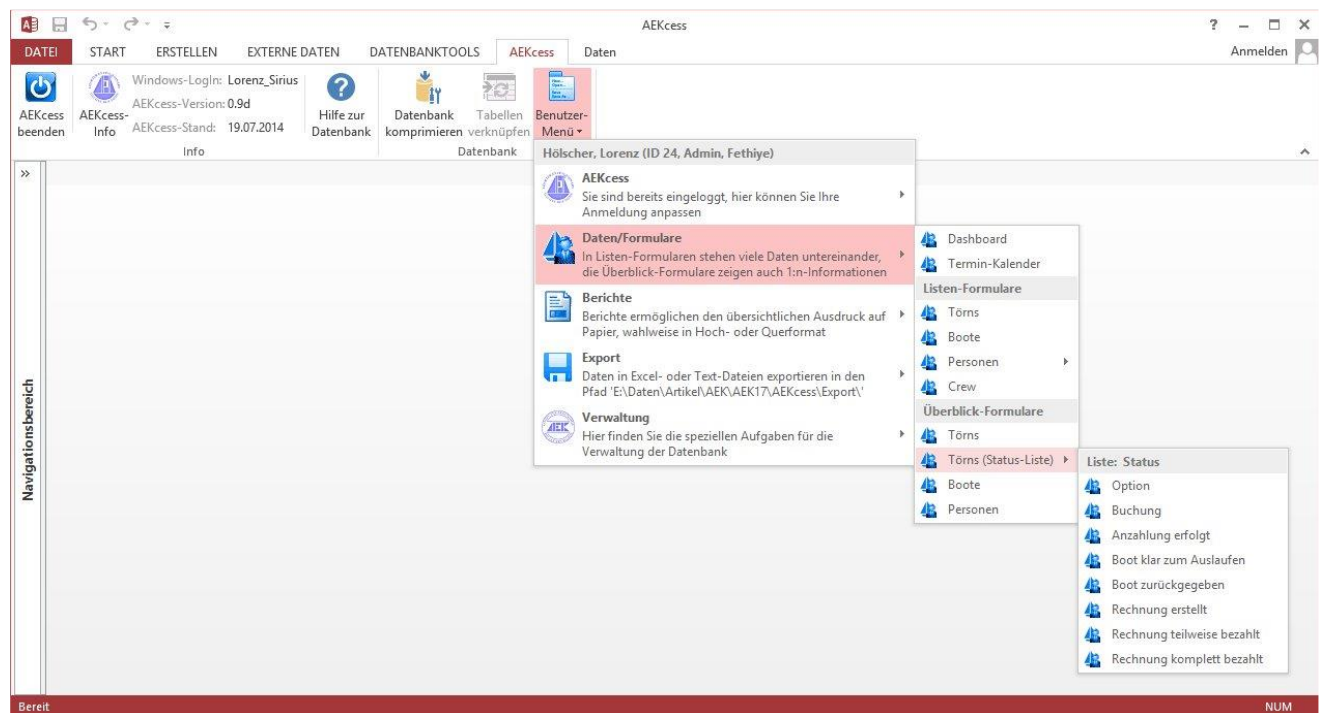 AEKcess
DATEI START ERSTELLEN EXTERNE DATEN DATENBANKTOOLS AEKcess Daten Anmelden
AEKcess beenden
AEKcess-Info
Windows-LogIn: Lorenz_Sirius
AEKcess-Version: 0.9d
AEKcess-Stand: 19.07.2014
Hilfe zur Datenbank
Datenbank komprimieren
Tabellen verknüpfen
Benutzer-Menü
Info
Datenbank
Hölscher, Lorenz (ID 24, Admin, Fethiye)
AEKcess
Sie sind bereits eingeloggt, hier können Sie Ihre
Anmeldung anpassen
Daten/Formulare
In Listen-Formularen stehen viele Daten untereinander,
die Überblick-Formulare zeigen auch 1:n-Informationen
Berichte
Berichte ermöglichen den übersichtlichen Ausdruck auf
Papier, wahlweise in Hoch- oder Querformat
Export
Daten in Excel- oder Text-Dateien exportieren in den
Pfad 'E:\Daten\Artikel\AEK\AEK17\AEKcess\Export\'
AEK
Verwaltung
Hier finden Sie die speziellen Aufgaben für die
Verwaltung der Datenbank
Dashboard
Termin-Kalender
Listen-Formulare
Törns
Boote
Personen
Crew
Überblick-Formulare
Törns
Törns (Status-Liste)
Boote
Personen
Liste: Status
Option
Buchung
Anzahlung erfolgt
Boot klar zum Auslaufen
Boot zurückgegeben
Rechnung erstellt
Rechnung teilweise bezahlt
Rechnung komplett bezahlt
Navigationsbereich
Bereit NUM